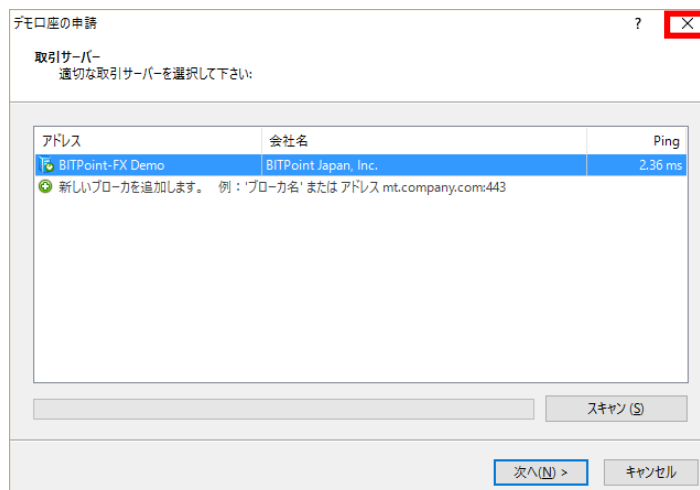 デモ口座の申請 ? ×
取引サーバー
適切な取引サーバーを選択して下さい:
アドレス 会社名 Ping
BITPoint-FX Demo BITPoint Japan, Inc. 2.36 ms
新しいブローカを追加します。 例：'ブローカ名' または アドレス mt.company.com:443
スキャン (S)
次へ(N) > キャンセル